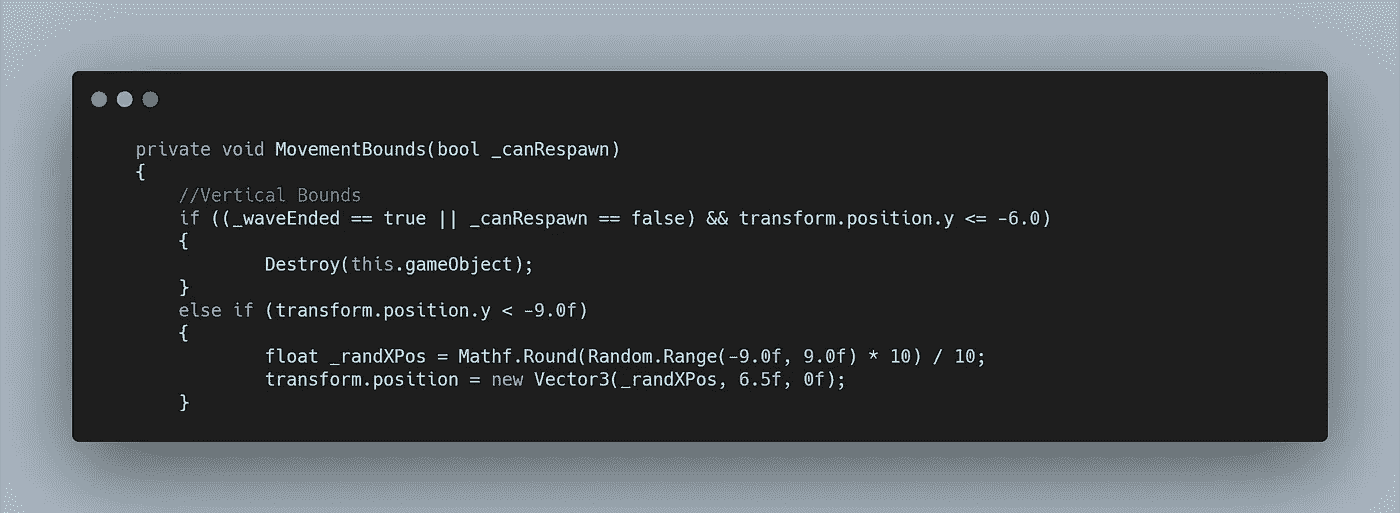 private void MovementBounds(bool _canRespawn)
{
    //Vertical Bounds
    if ((_waveEnded == true || _canRespawn == false) && transform.position.y <= -6.0)
    {
            Destroy(this.gameObject);
    }
    else if (transform.position.y < -9.0f)
    {
            float _randXPos = Mathf.Round(Random.Range(-9.0f, 9.0f) * 10) / 10;
            transform.position = new Vector3(_randXPos, 6.5f, 0f);
    }